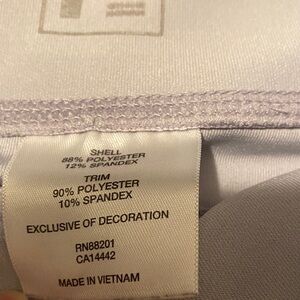 SHELL
88% POLYESTER
12% SPANDEX
TRIM
90% POLYESTER
10% SPANDEX
EXCLUSIVE OF DECORATION
RN88201
CA14442
MADE IN VIETNAM